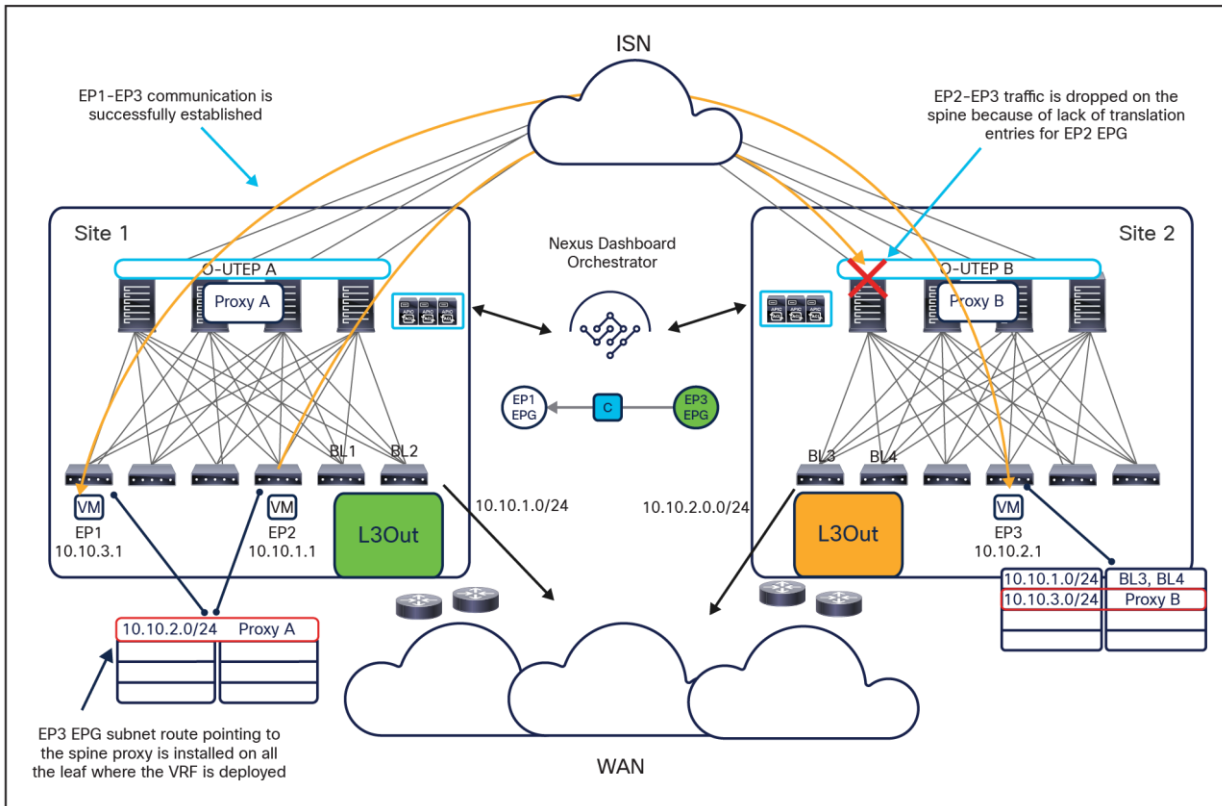 ISN
EP1-EP3 communication is
successfully established
EP2-EP3 traffic is dropped on the
spine because of lack of translation
entries for EP2 EPG
Site 1
Nexus Dashboard
Orchestrator
Site 2
O-UTEP A
Proxy A
APIC APIC APIC
O-UTEP B
Proxy B
APIC APIC APIC
EP1
EPG
C
EP3
EPG
BL1
BL2
BL3
BL4
VM
EP1
10.10.3.1
VM
EP2
10.10.1.1
L3Out
10.10.1.0/24
10.10.2.0.0/24
L3Out
VM
EP3
10.10.2.1
10.10.1.0/24 BL3, BL4
10.10.3.0/24 Proxy B
10.10.2.0/24 Proxy A
EP3 EPG subnet route pointing to
the spine proxy is installed on all
the leaf where the VRF is deployed
WAN